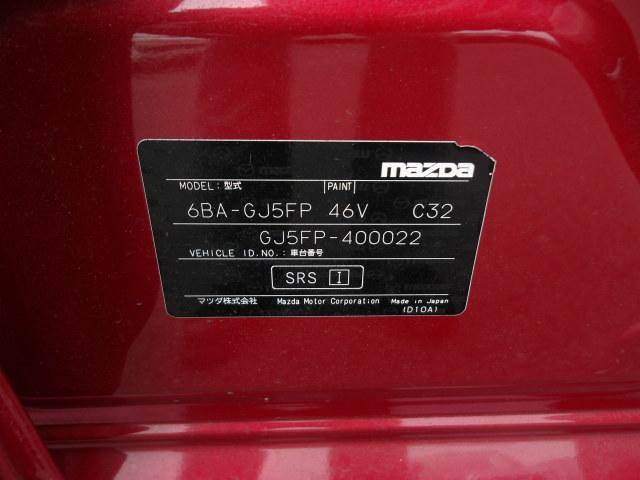 mazda
MODEL:型式 PAINT
6BA-GJ5FP 46V C32
GJ5FP-400022
VEHICLE ID.NO.:車台番号
SRS I
マツダ株式会社 Mazda Motor Corporation Made in Japan
(D10A)